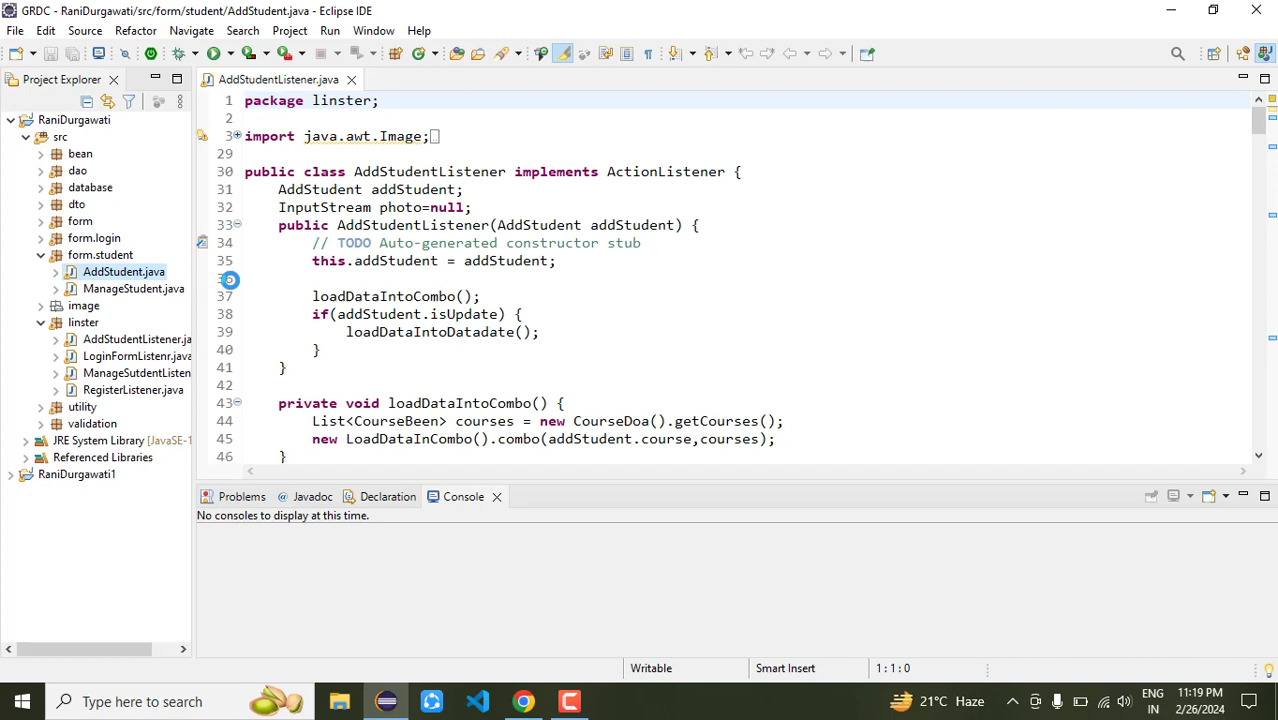 GRDC - RaniDurgawati/src/form/student/AddStudent.java - Eclipse IDE
File Edit Source Refactor Navigate Search Project Run Window Help
Project Explorer
AddStudentListener.java
RaniDurgawati
src
bean
dao
database
dto
form
form.login
form.student
AddStudent.java
ManageStudent.java
image
linster
AddStudentListener.ja
LoginFormListenr.java
ManageSutdentListen
RegisterListener.java
utility
validation
JRE System Library [JavaSE-1
Referenced Libraries
RaniDurgawati1
1 package linster;
2
3 import java.awt.Image;
29
30 public class AddStudentListener implements ActionListener {
31 AddStudent addStudent;
32 InputStream photo=null;
33 public AddStudentListener(AddStudent addStudent) {
34 // TODO Auto-generated constructor stub
35 this.addStudent = addStudent;
37 loadDataIntoCombo();
38 if(addStudent.isUpdate) {
39 loadDataIntoDatadate();
40 }
41 }
42
43 private void loadDataIntoCombo() {
44 List<CourseBeen> courses = new CourseDoa().getCourses();
45 new LoadDataInCombo().combo(addStudent.course,courses);
46 }
Problems Javadoc Declaration Console
No consoles to display at this time.
Writable Smart Insert 1 : 1 : 0
Type here to search
21°C Haze
ENG
IN
11:19 PM
2/26/2024